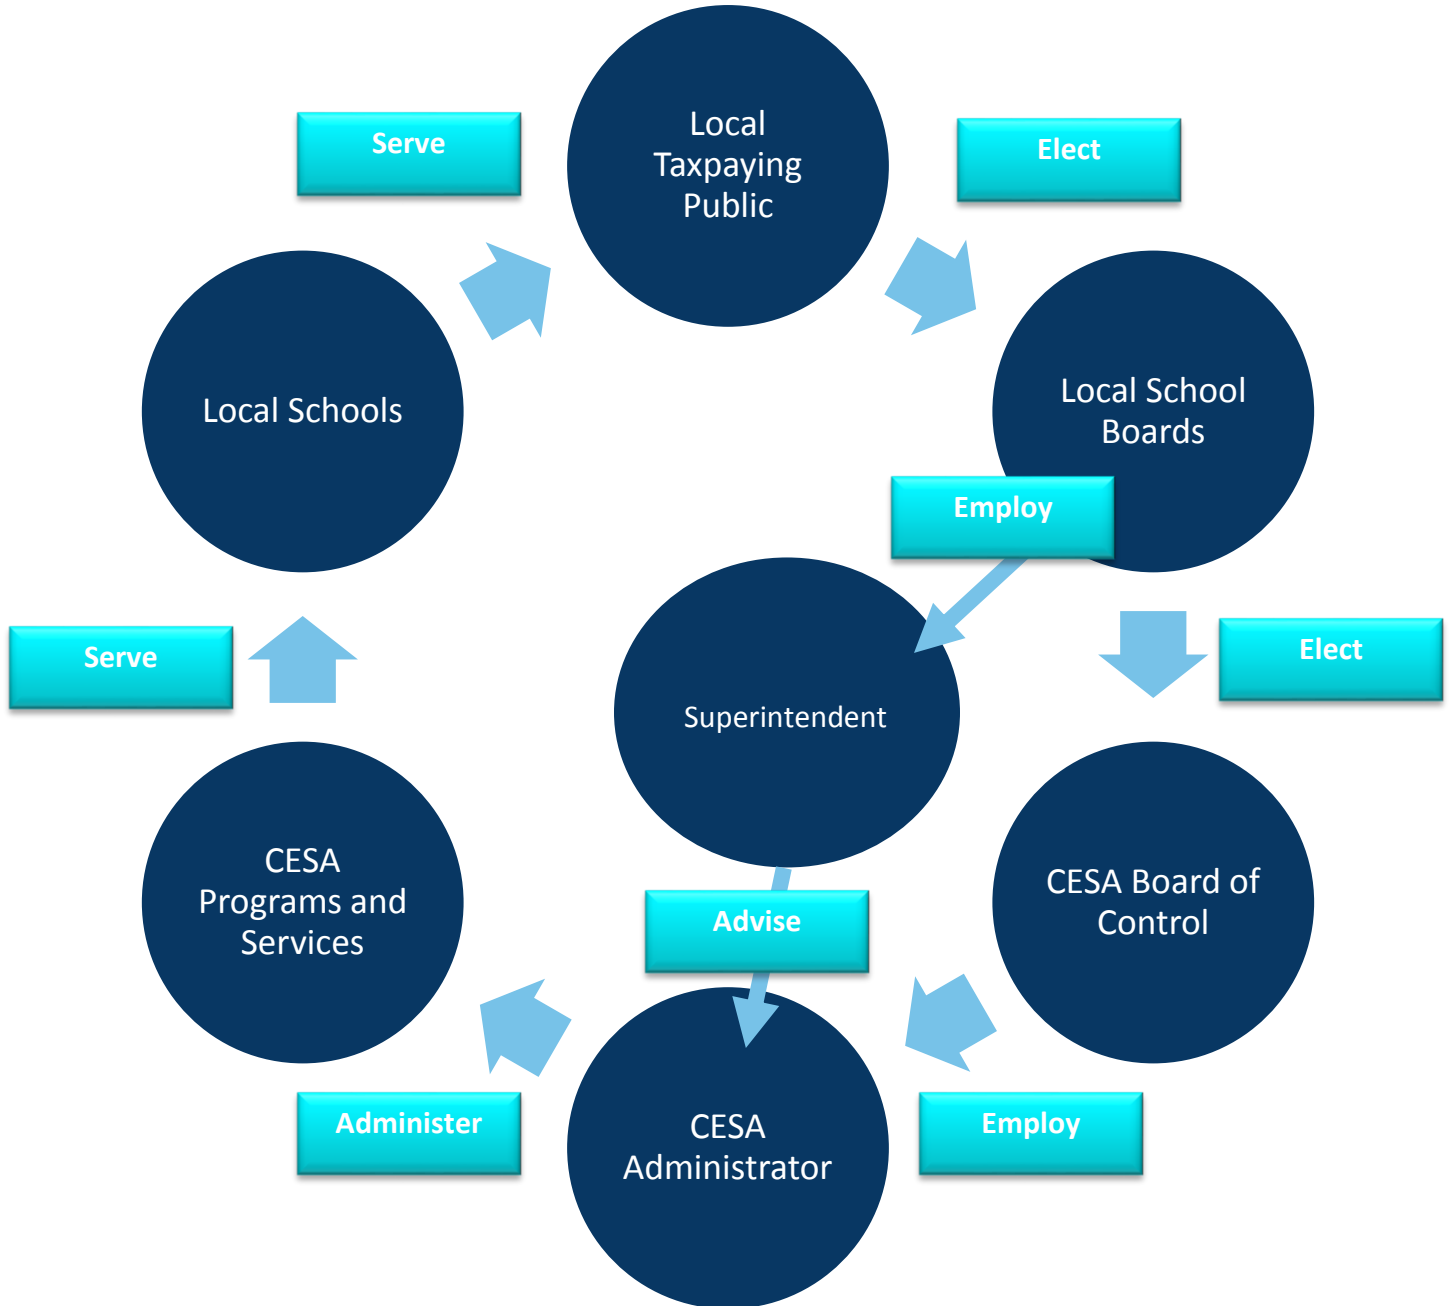 Local
Taxpaying
Public
Serve
Elect
Local Schools
Local School
Boards
Employ
Serve
Elect
Superintendent
CESA
Programs and
Services
CESA Board of
Control
Advise
Administer
CESA
Administrator
Employ